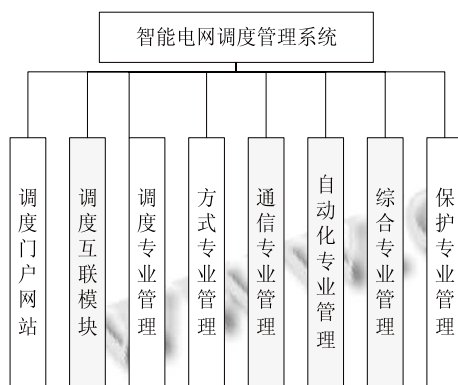 智能电网调度管理系统
调度门户网站
调度互联模块
调度专业管理
方式专业管理
通信专业管理
自动化专业管理
综合专业管理
保护专业管理